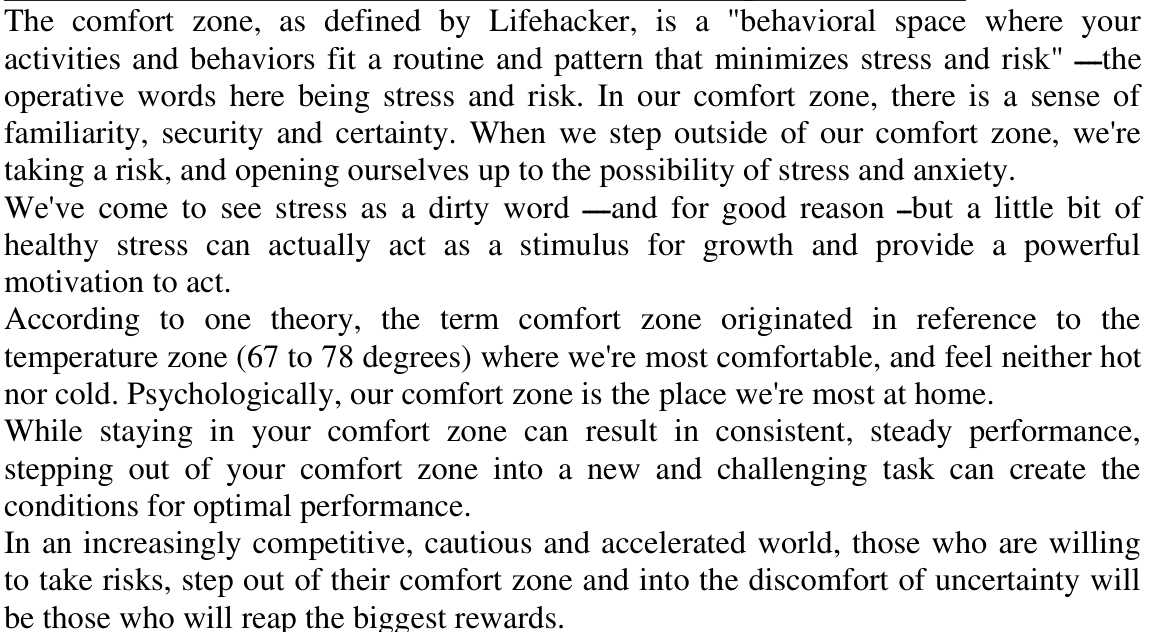 The comfort zone, as defined by Lifehacker, is a "behavioral space where your
activities and behaviors fit a routine and pattern that minimizes stress and risk" —the
operative words here being stress and risk. In our comfort zone, there is a sense of
familiarity, security and certainty. When we step outside of our comfort zone, we're
taking a risk, and opening ourselves up to the possibility of stress and anxiety.
We've come to see stress as a dirty word —and for good reason –but a little bit of
healthy stress can actually act as a stimulus for growth and provide a powerful
motivation to act.
According to one theory, the term comfort zone originated in reference to the
temperature zone (67 to 78 degrees) where we're most comfortable, and feel neither hot
nor cold. Psychologically, our comfort zone is the place we're most at home.
While staying in your comfort zone can result in consistent, steady performance,
stepping out of your comfort zone into a new and challenging task can create the
conditions for optimal performance.
In an increasingly competitive, cautious and accelerated world, those who are willing
to take risks, step out of their comfort zone and into the discomfort of uncertainty will
be those who will reap the biggest rewards.